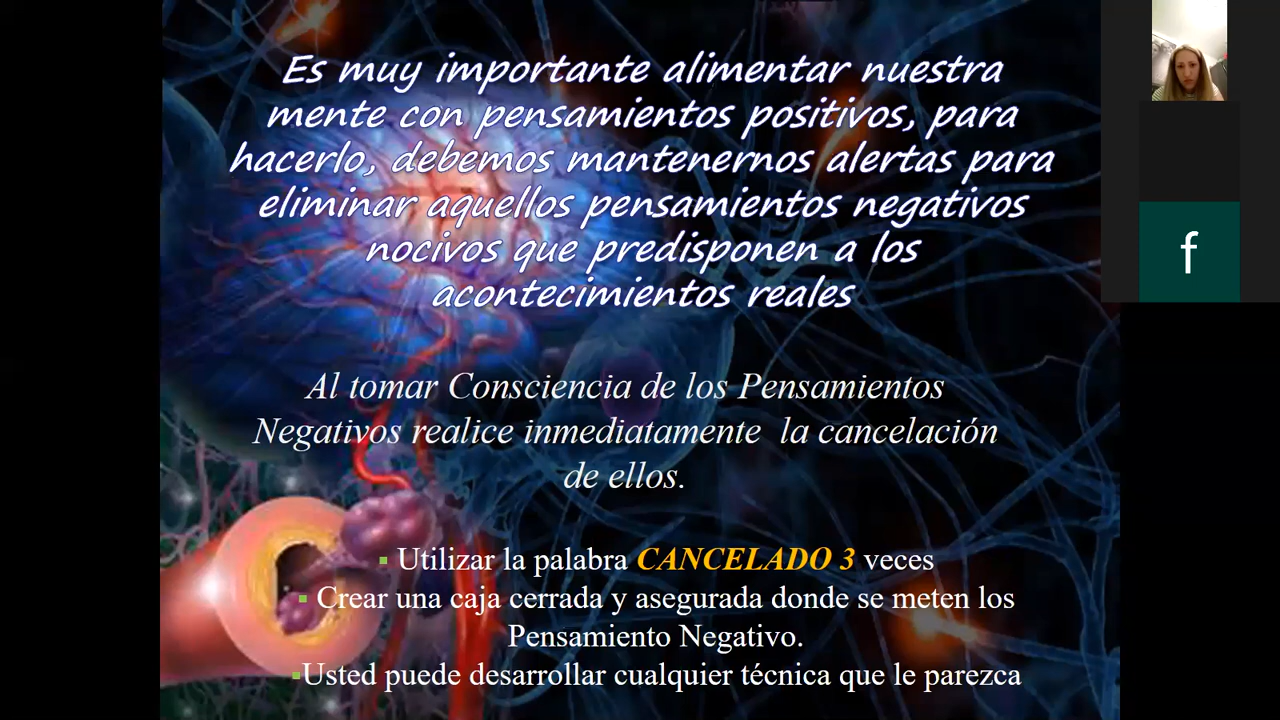 Es muy importante alimentar nuestra
mente con pensamientos positivos, para
hacerlo, debemos mantenernos alertas para
eliminar aquellos pensamientos negativos
nocivos que predisponen a los
acontecimientos reales
Al tomar Consciencia de los Pensamientos
Negativos realice inmediatamente la cancelación
de ellos.
▪ Utilizar la palabra CANCELADO 3 veces
▪ Crear una caja cerrada y asegurada donde se meten los
Pensamiento Negativo.
▪Usted puede desarrollar cualquier técnica que le parezca
f